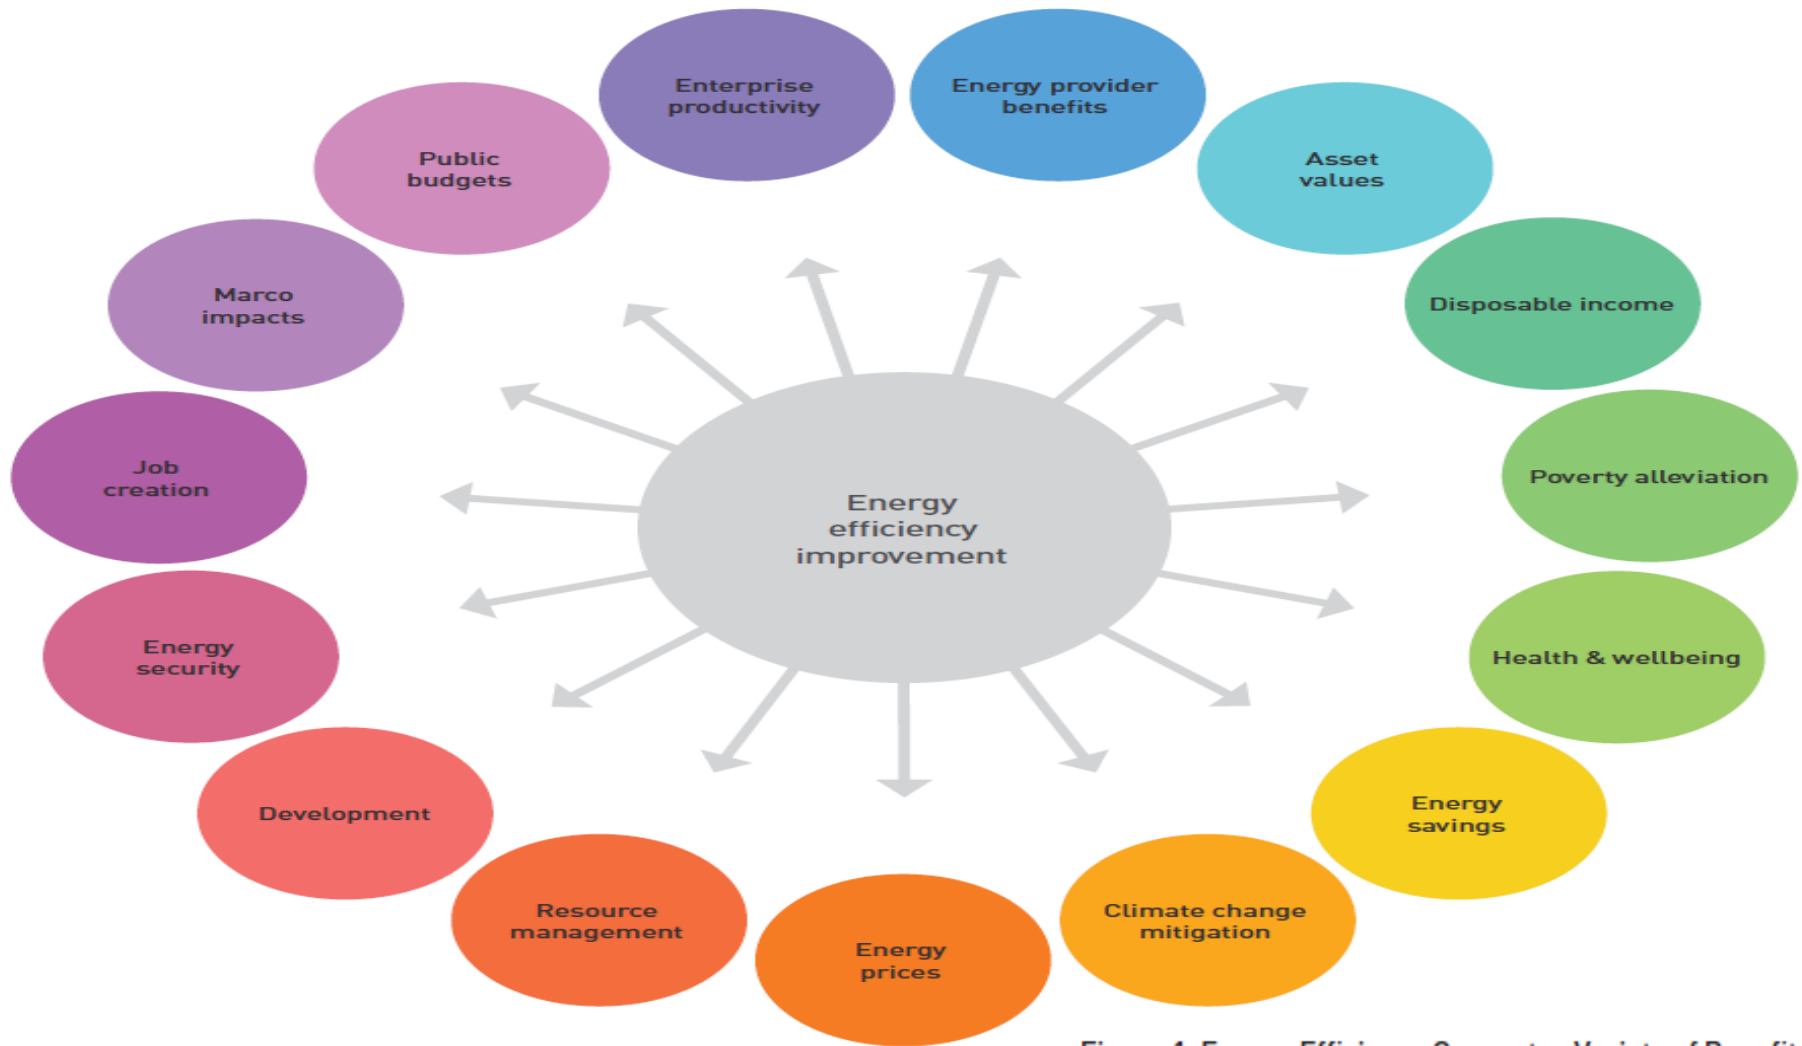 Enterprise
productivity
Energy provider
benefits
Public
budgets
Asset
values
Marco
impacts
Disposable income
Job
creation
Energy
efficiency
improvement
Poverty alleviation
Energy
security
Health & wellbeing
Development
Energy
savings
Resource
management
Energy
prices
Climate change
mitigation